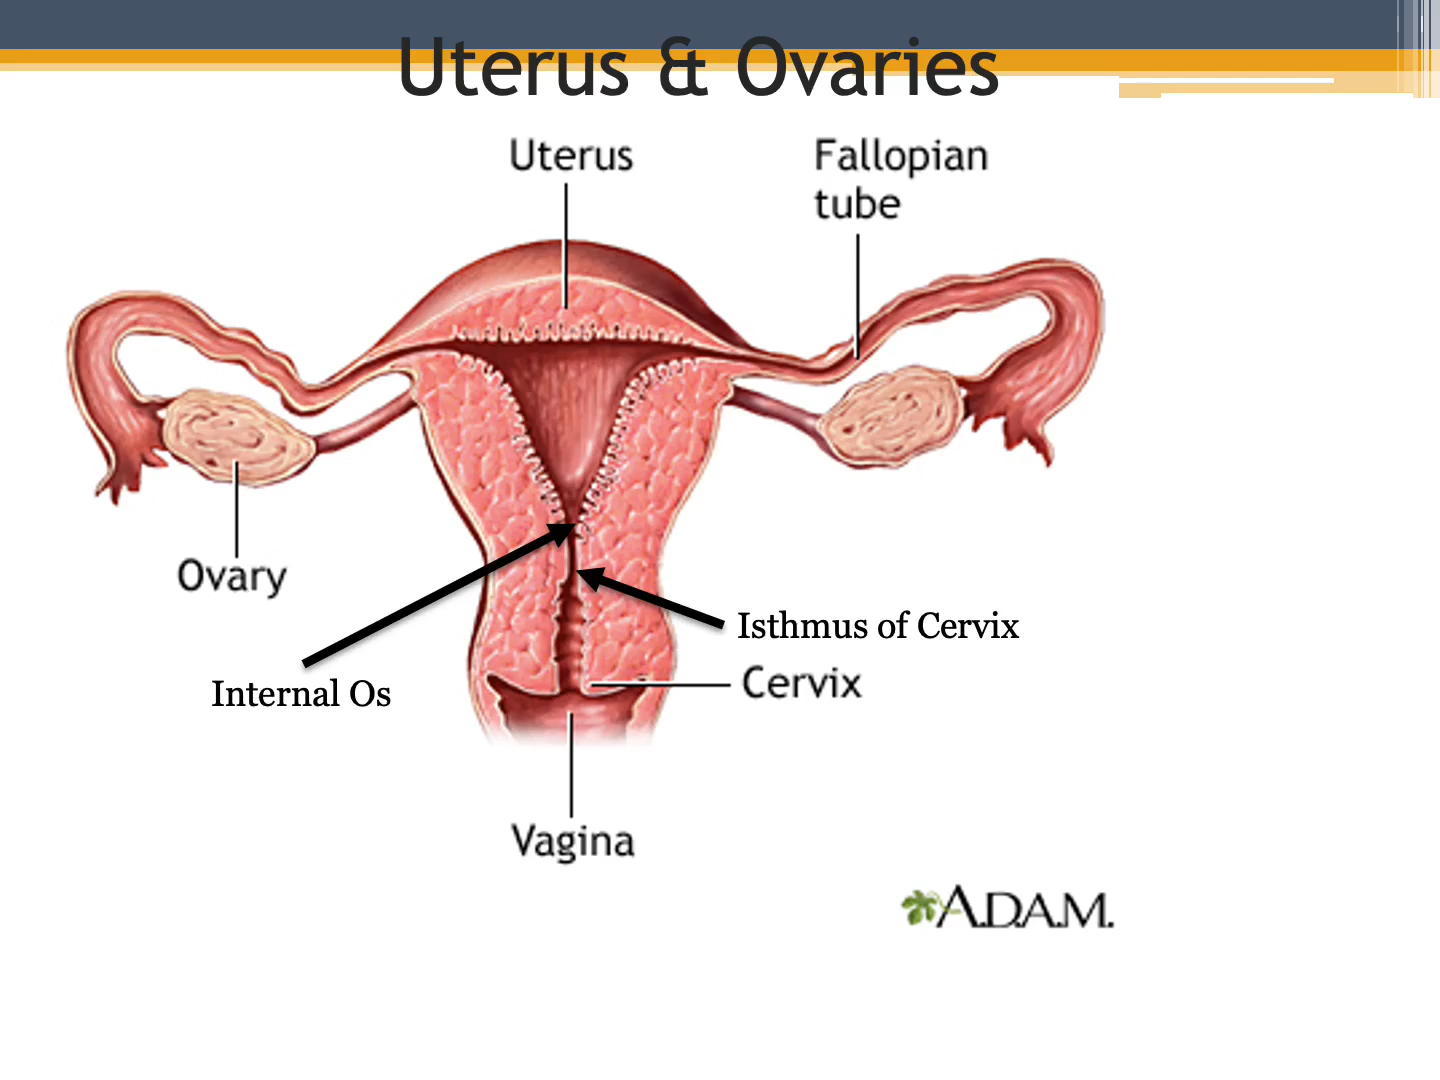 Uterus & Ovaries
Uterus
Fallopian
tube
Ovary
Isthmus of Cervix
Internal Os
Cervix
Vagina
A.D.A.M.